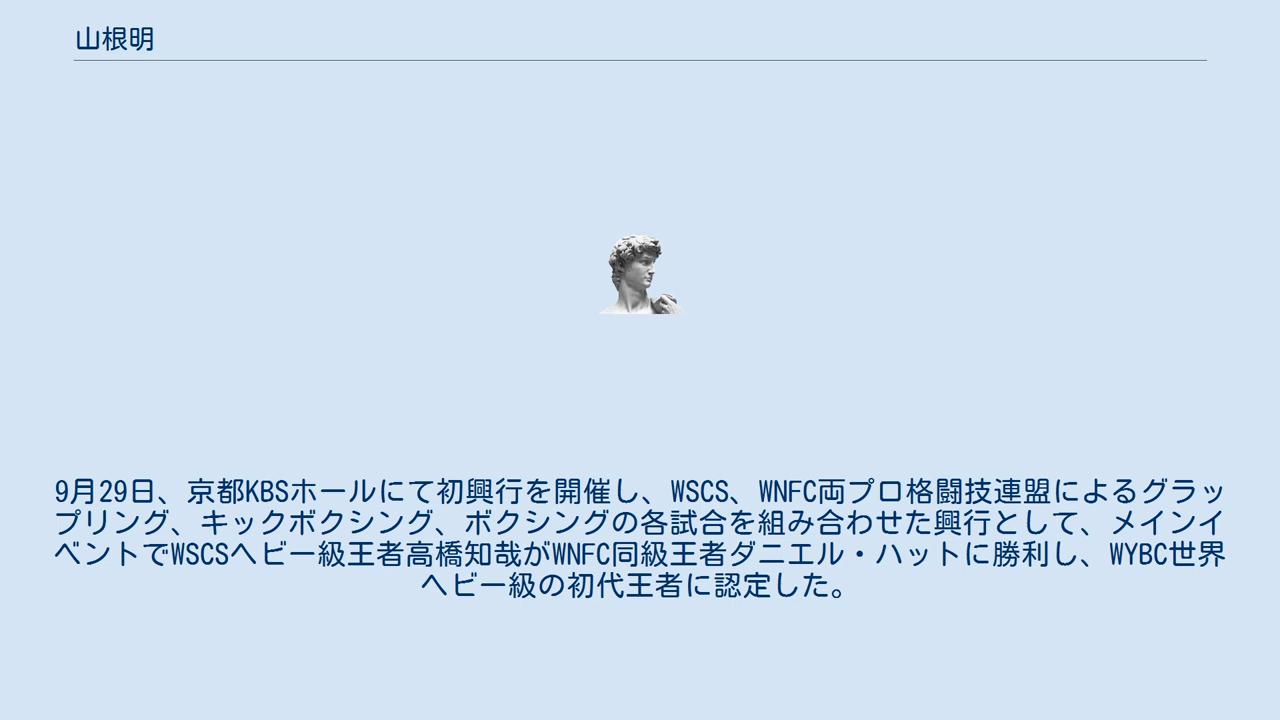 山根明
9月29日、京都KBSホールにて初興行を開催し、WSCS、WNFC両プロ格闘技連盟によるグラッ
プリング、キックボクシング、ボクシングの各試合を組み合わせた興行として、メインイ
ベントでWSCSヘビー級王者高橋知哉がWNFC同級王者ダニエル・ハットに勝利し、WYBC世界
ヘビー級の初代王者に認定した。